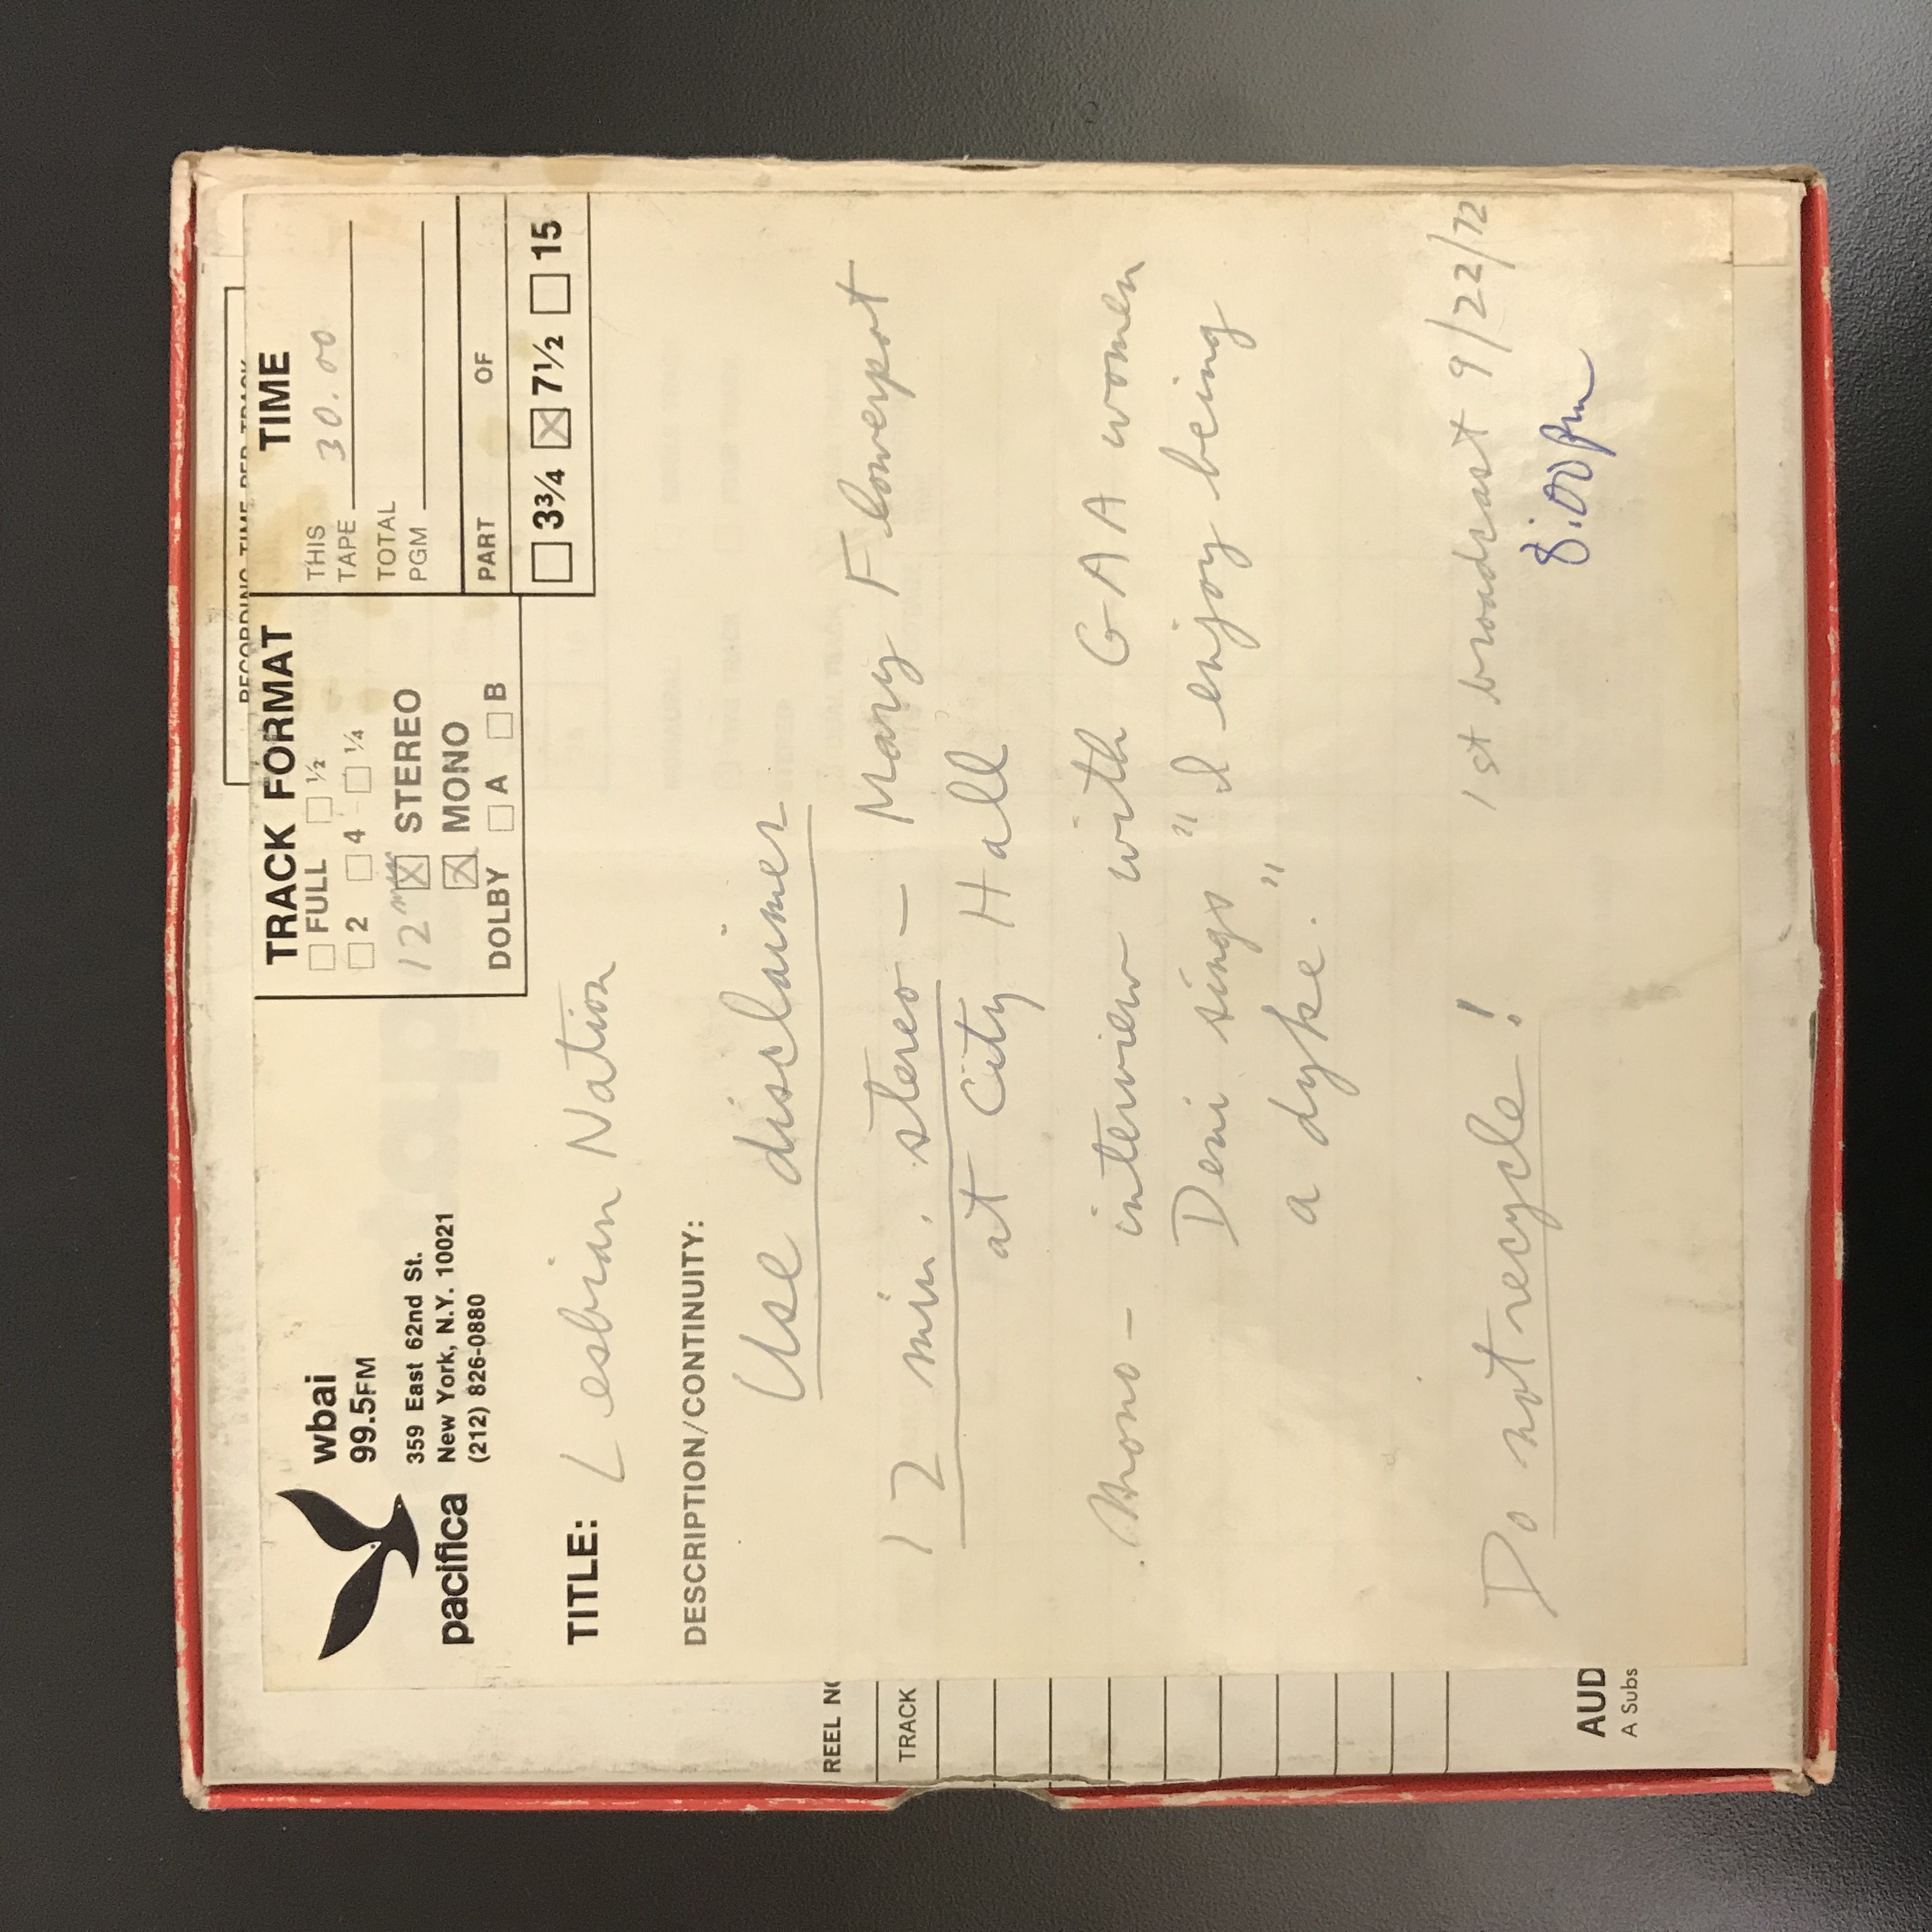 RECORDING TIME PER TRACK
pacifica
wbai
99.5FM
359 East 62nd St.
New York, N.Y. 10021
(212) 826-0880
TRACK FORMAT
☐ FULL ☐ ½
☐ 2 ☐ 4 ☐ ¼
12 min ☒ STEREO
☒ MONO
DOLBY ☐ A ☐ B
TIME
THIS
TAPE 30.00
TOTAL
PGM
PART OF
☐ 3¾ ☒ 7½ ☐ 15
TITLE: Lesbian Nation
DESCRIPTION/CONTINUITY:
Use disclaimer
12 min. stereo — Mary Flowerpot
at City Hall
Mono – interview with GAA women
Deni sings "I enjoy being
a dyke."
1st broadcast 9/22/72
Do not recycle! 8:00pm
REEL NO
TRACK
AUD
A Subs